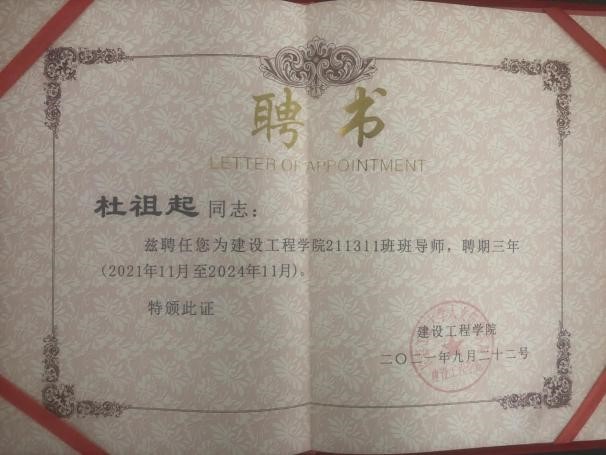 聘书
LETTER OF APPOINTMENT
杜祖起 同志：
兹聘任您为建设工程学院211311班班导师，聘期三年
（2021年11月至2024年11月）。
特颁此证
建设工程学院
二〇二一年九月二十二号